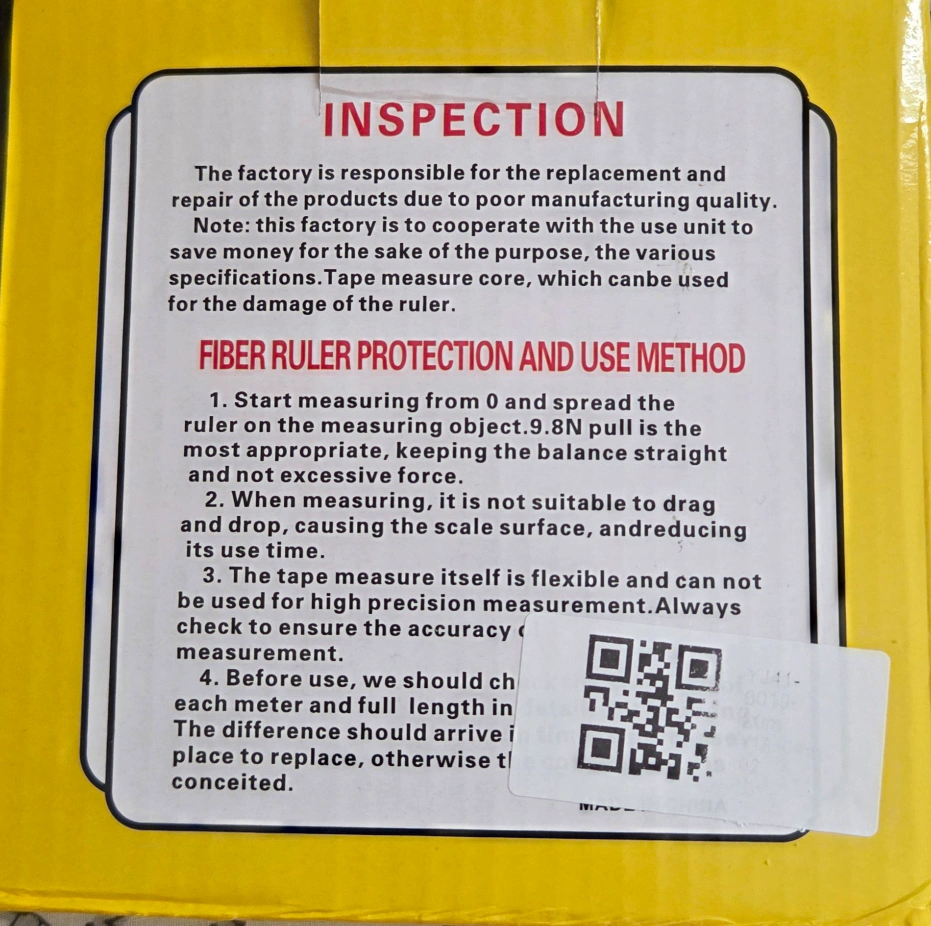 INSPECTION
The factory is responsible for the replacement and
repair of the products due to poor manufacturing quality.
Note: this factory is to cooperate with the use unit to
save money for the sake of the purpose, the various
specifications.Tape measure core, which canbe used
for the damage of the ruler.
FIBER RULER PROTECTION AND USE METHOD
1. Start measuring from 0 and spread the
ruler on the measuring object.9.8N pull is the
most appropriate, keeping the balance straight
and not excessive force.
2. When measuring, it is not suitable to drag
and drop, causing the scale surface, andreducing
its use time.
3. The tape measure itself is flexible and can not
be used for high precision measurement.Always
check to ensure the accuracy
measurement.
4. Before use, we should
each meter and full length in
The difference should arrive
place to replace, otherwise
conceited.
YJ41-